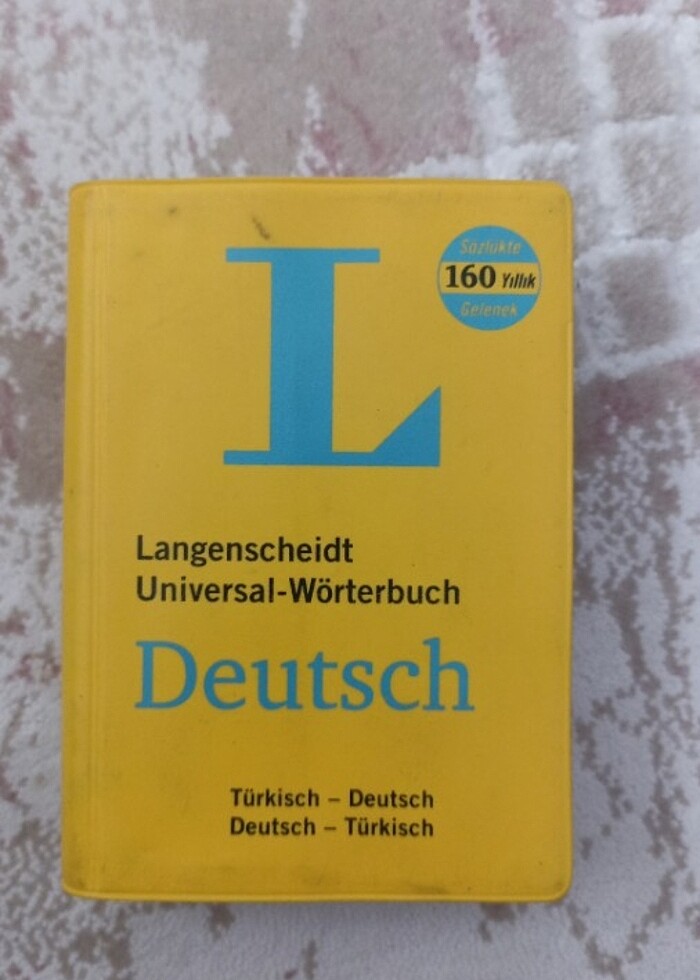 L
Sözlükte
160 Yıllık
Gelenek
Langenscheidt
Universal-Wörterbuch
Deutsch
Türkisch – Deutsch
Deutsch – Türkisch